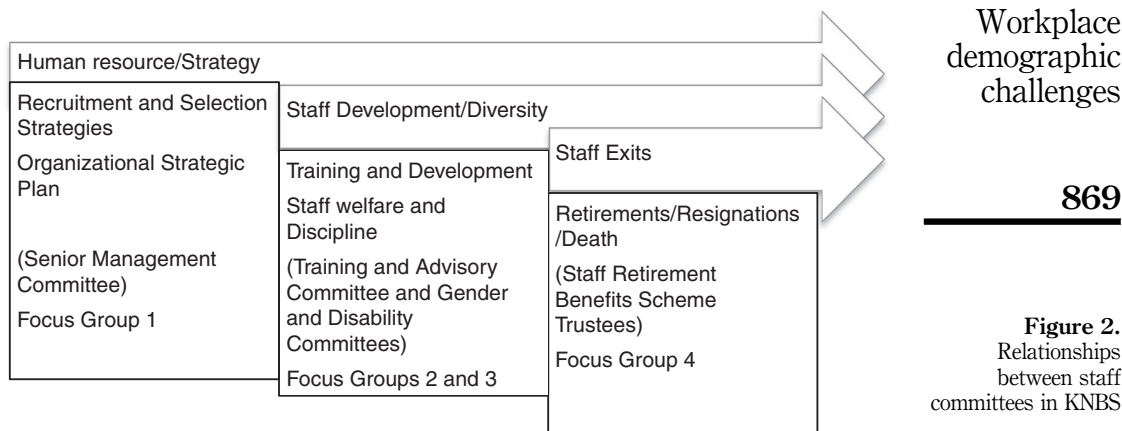 Human resource/Strategy
Recruitment and Selection
Strategies
Organizational Strategic
Plan
(Senior Management
Committee)
Focus Group 1
Staff Development/Diversity
Training and Development
Staff welfare and
Discipline
(Training and Advisory
Committee and Gender
and Disability
Committees)
Focus Groups 2 and 3
Staff Exits
Retirements/Resignations
/Death
(Staff Retirement
Benefits Scheme
Trustees)
Focus Group 4
Workplace
demographic
challenges
869
Figure 2.
Relationships
between staff
committees in KNBS